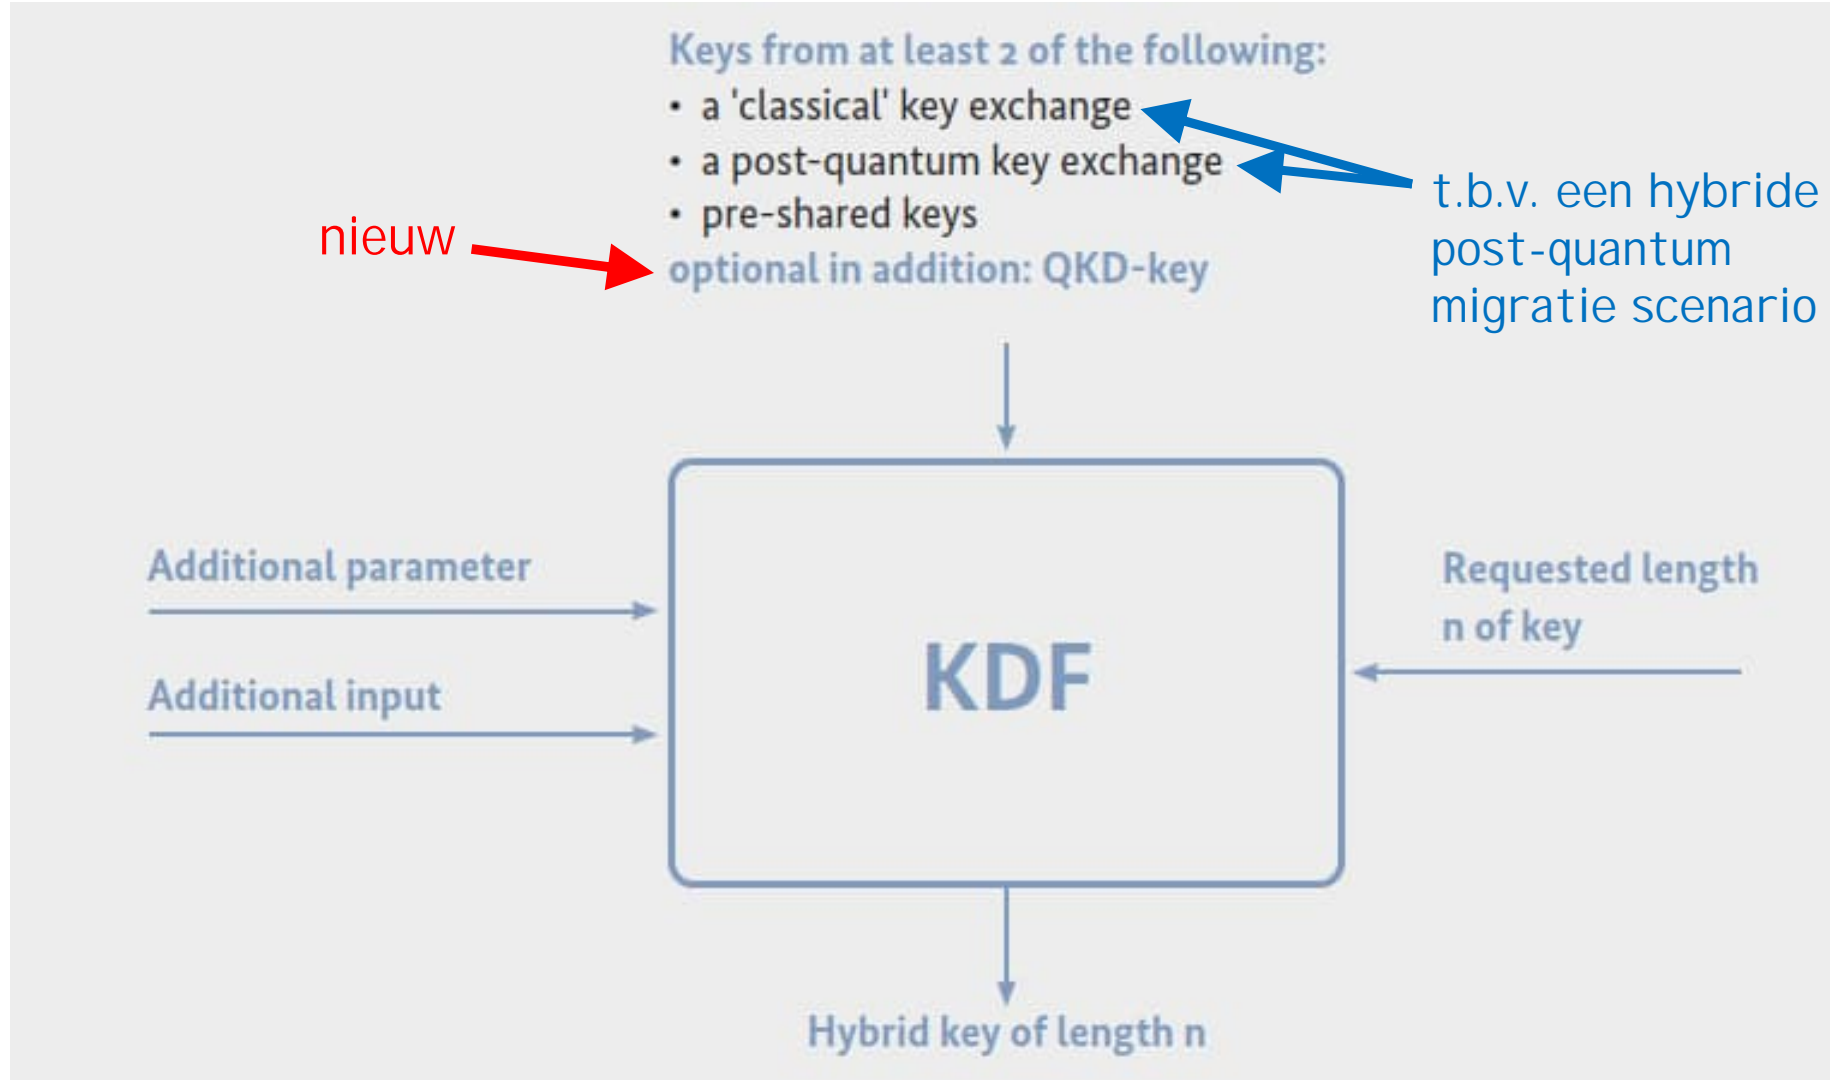 Keys from at least 2 of the following:
• a 'classical' key exchange
• a post-quantum key exchange
• pre-shared keys
optional in addition: QKD-key
nieuw
t.b.v. een hybride
post-quantum
migratie scenario
Additional parameter
Additional input
KDF
Requested length
n of key
Hybrid key of length n